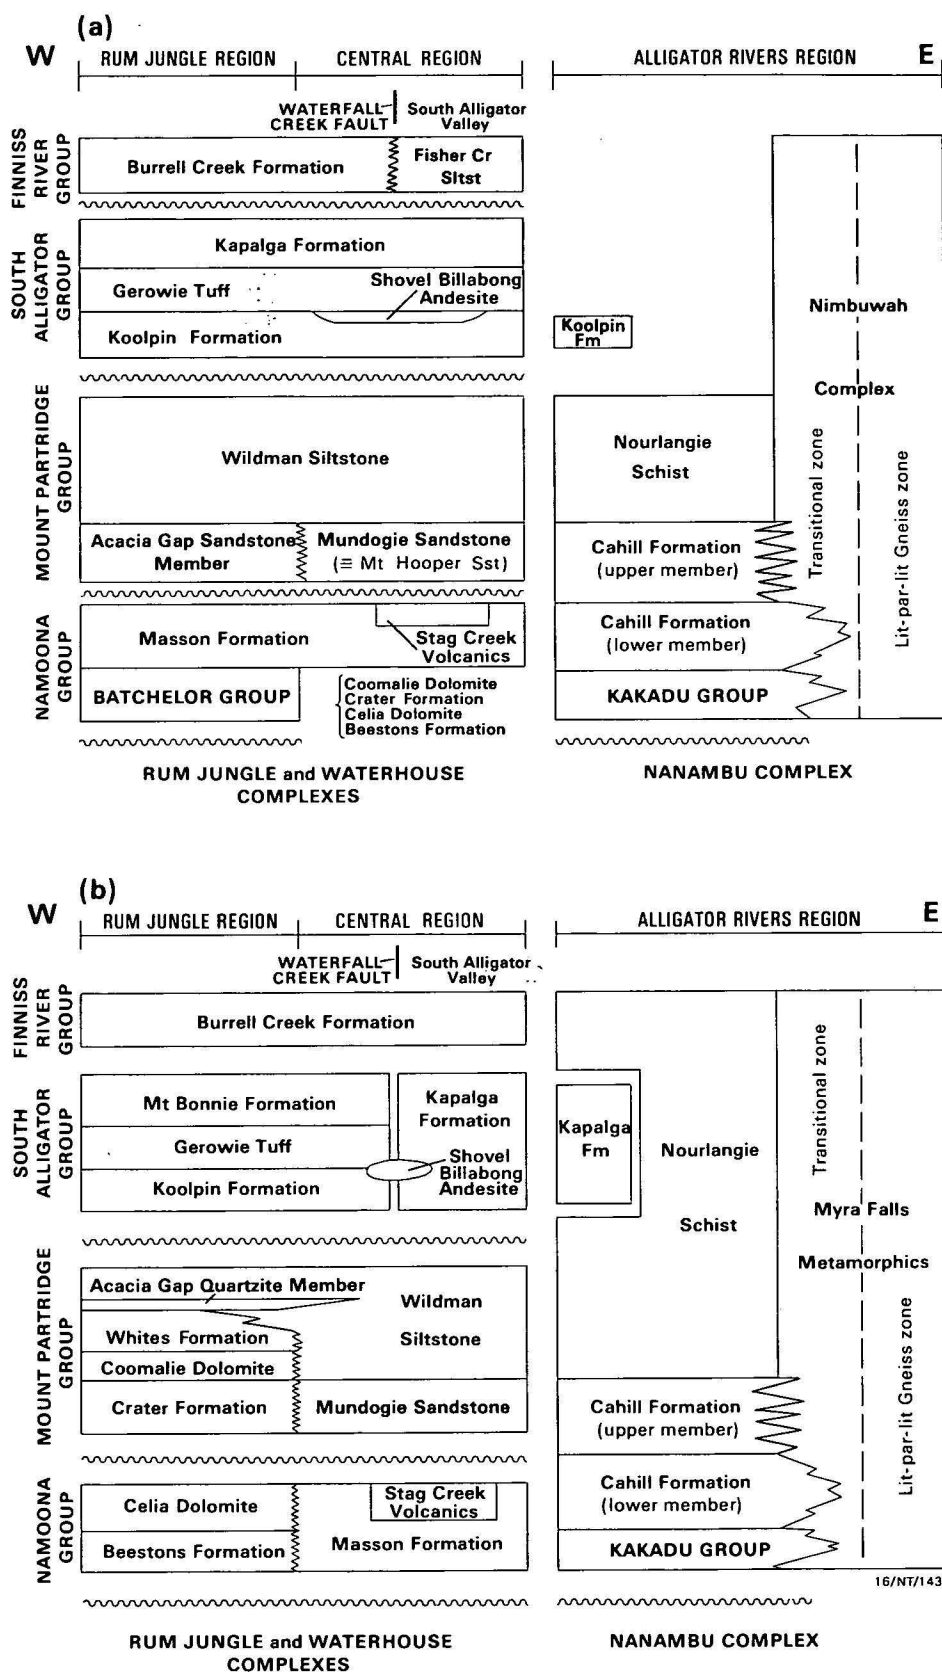 (a)
W
E
RUM JUNGLE REGION
CENTRAL REGION
ALLIGATOR RIVERS REGION
WATERFALL
CREEK FAULT
South Alligator
Valley
FINNISS
RIVER
GROUP
Burrell Creek Formation
Fisher Cr
Sltst
SOUTH
ALLIGATOR
GROUP
Kapalga Formation
Gerowie Tuff
Shovel Billabong
Andesite
Koolpin Formation
Koolpin
Fm
Nimbuwah
Complex
MOUNT PARTRIDGE
GROUP
Wildman Siltstone
Nourlangie
Schist
Transitional zone
Lit-par-lit Gneiss zone
Acacia Gap Sandstone
Member
Mundogie Sandstone
(≡ Mt Hooper Sst)
Cahill Formation
(upper member)
NAMOONA
GROUP
Masson Formation
Stag Creek
Volcanics
Cahill Formation
(lower member)
BATCHELOR GROUP
Coomalie Dolomite
Crater Formation
Celia Dolomite
Beestons Formation
KAKADU GROUP
RUM JUNGLE and WATERHOUSE
COMPLEXES
NANAMBU COMPLEX
(b)
W
E
RUM JUNGLE REGION
CENTRAL REGION
ALLIGATOR RIVERS REGION
WATERFALL
CREEK FAULT
South Alligator
Valley
FINNISS
RIVER
GROUP
Burrell Creek Formation
SOUTH
ALLIGATOR
GROUP
Mt Bonnie Formation
Kapalga
Formation
Gerowie Tuff
Shovel
Billabong
Andesite
Koolpin Formation
Kapalga
Fm
Nourlangie
Schist
Transitional zone
Myra Falls
Metamorphics
Lit-par-lit Gneiss zone
MOUNT PARTRIDGE
GROUP
Acacia Gap Quartzite Member
Wildman
Siltstone
Whites Formation
Coomalie Dolomite
Crater Formation
Mundogie Sandstone
Cahill Formation
(upper member)
NAMOONA
GROUP
Celia Dolomite
Stag Creek
Volcanics
Cahill Formation
(lower member)
Beestons Formation
Masson Formation
KAKADU GROUP
16/NT/143
RUM JUNGLE and WATERHOUSE
COMPLEXES
NANAMBU COMPLEX